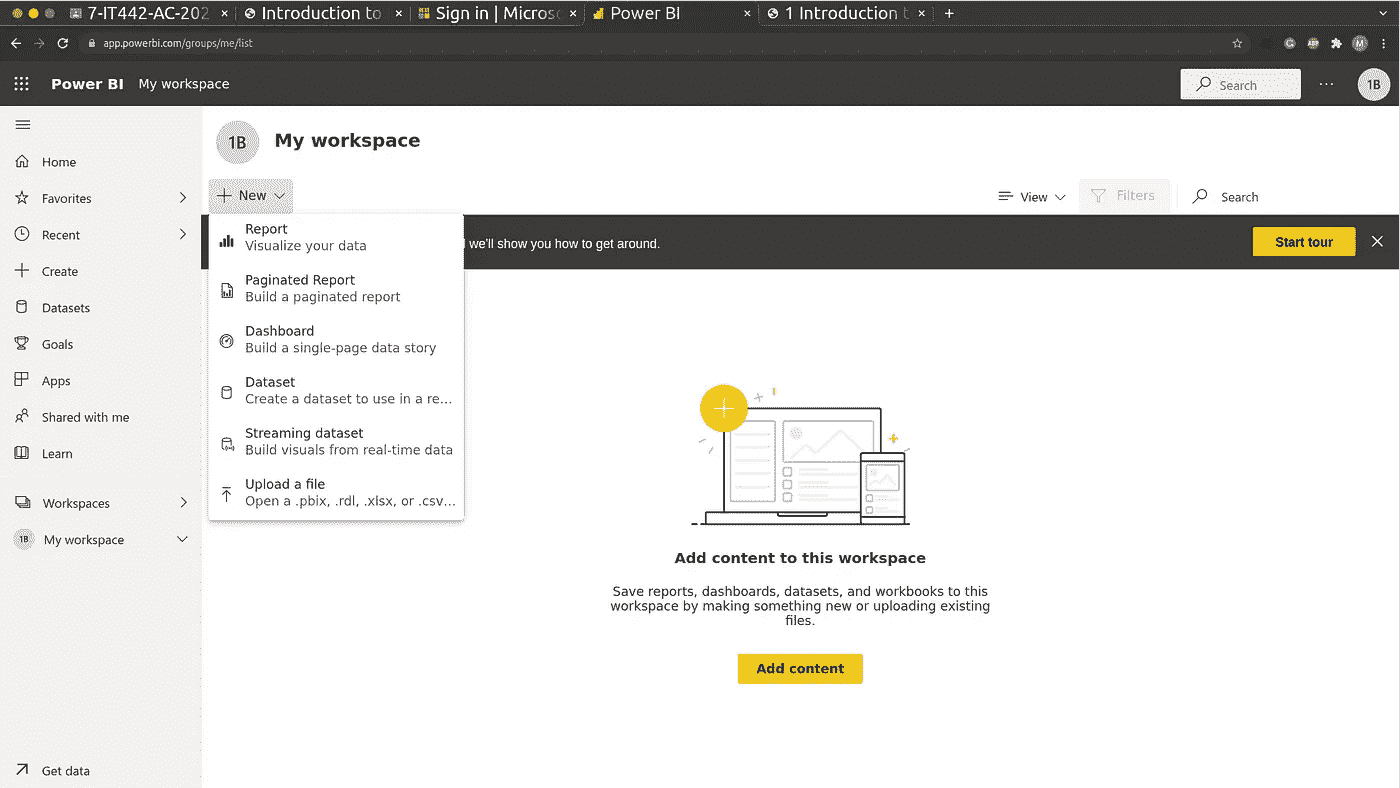 7-IT442-AC-202
Introduction to
Sign in | Micros
Power BI
1 Introduction t
app.powerbi.com/groups/me/list
G
ABP
M
Power BI
My workspace
Search
1B
1B
My workspace
Home
Favorites
Recent
Create
Datasets
Goals
Apps
Shared with me
Learn
Workspaces
1B
My workspace
Get data
New
View
Filters
Search
Report
Visualize your data
Paginated Report
Build a paginated report
Dashboard
Build a single-page data story
Dataset
Create a dataset to use in a re...
Streaming dataset
Build visuals from real-time data
Upload a file
Open a .pbix, .rdl, .xlsx, or .csv...
we'll show you how to get around.
Start tour
Add content to this workspace
Save reports, dashboards, datasets, and workbooks to this
workspace by making something new or uploading existing
files.
Add content